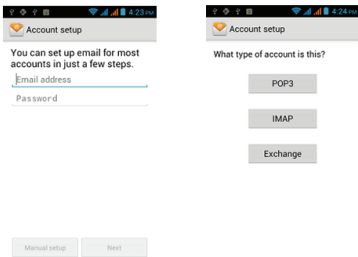 4:23 PM
Account setup
You can set up email for most
accounts in just a few steps.
Email address
Password
Manual setup
Next
4:24 PM
Account setup
What type of account is this?
POP3
IMAP
Exchange